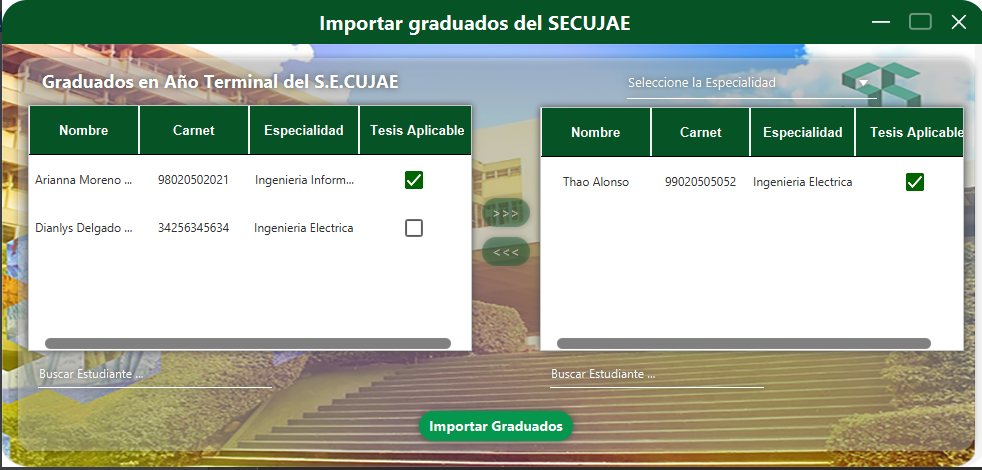 Importar graduados del SECUJAE
Graduados en Año Terminal del S.E.CUJAE
Seleccione la Especialidad
Nombre Carnet Especialidad Tesis Aplicable
Arianna Moreno ... 98020502021 Ingenieria Inform...
Dianlys Delgado ... 34256345634 Ingenieria Electrica
>>>
<<<
Nombre Carnet Especialidad Tesis Aplicable
Thao Alonso 99020505052 Ingenieria Electrica
Buscar Estudiante ...
Buscar Estudiante ...
Importar Graduados